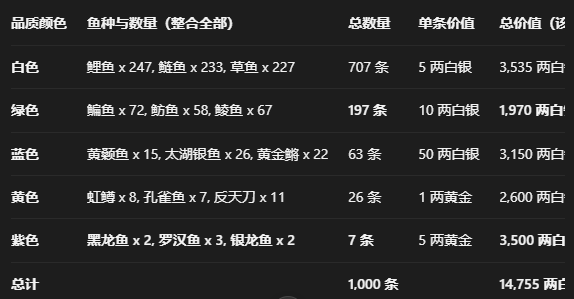 品质颜色 鱼种与数量（整合全部） 总数量 单条价值 总价值（该
白色 鲤鱼 x 247, 鲢鱼 x 233, 草鱼 x 227 707 条 5 两白银 3,535 两白
绿色 鳊鱼 x 72, 鲂鱼 x 58, 鲮鱼 x 67 197 条 10 两白银 1,970 两白
蓝色 黄颡鱼 x 15, 太湖银鱼 x 26, 黄金鳉 x 22 63 条 50 两白银 3,150 两白
黄色 虹鳟 x 8, 孔雀鱼 x 7, 反天刀 x 11 26 条 1 两黄金 2,600 两白
紫色 黑龙鱼 x 2, 罗汉鱼 x 3, 银龙鱼 x 2 7 条 5 两黄金 3,500 两白
总计 1,000 条 14,755 两白